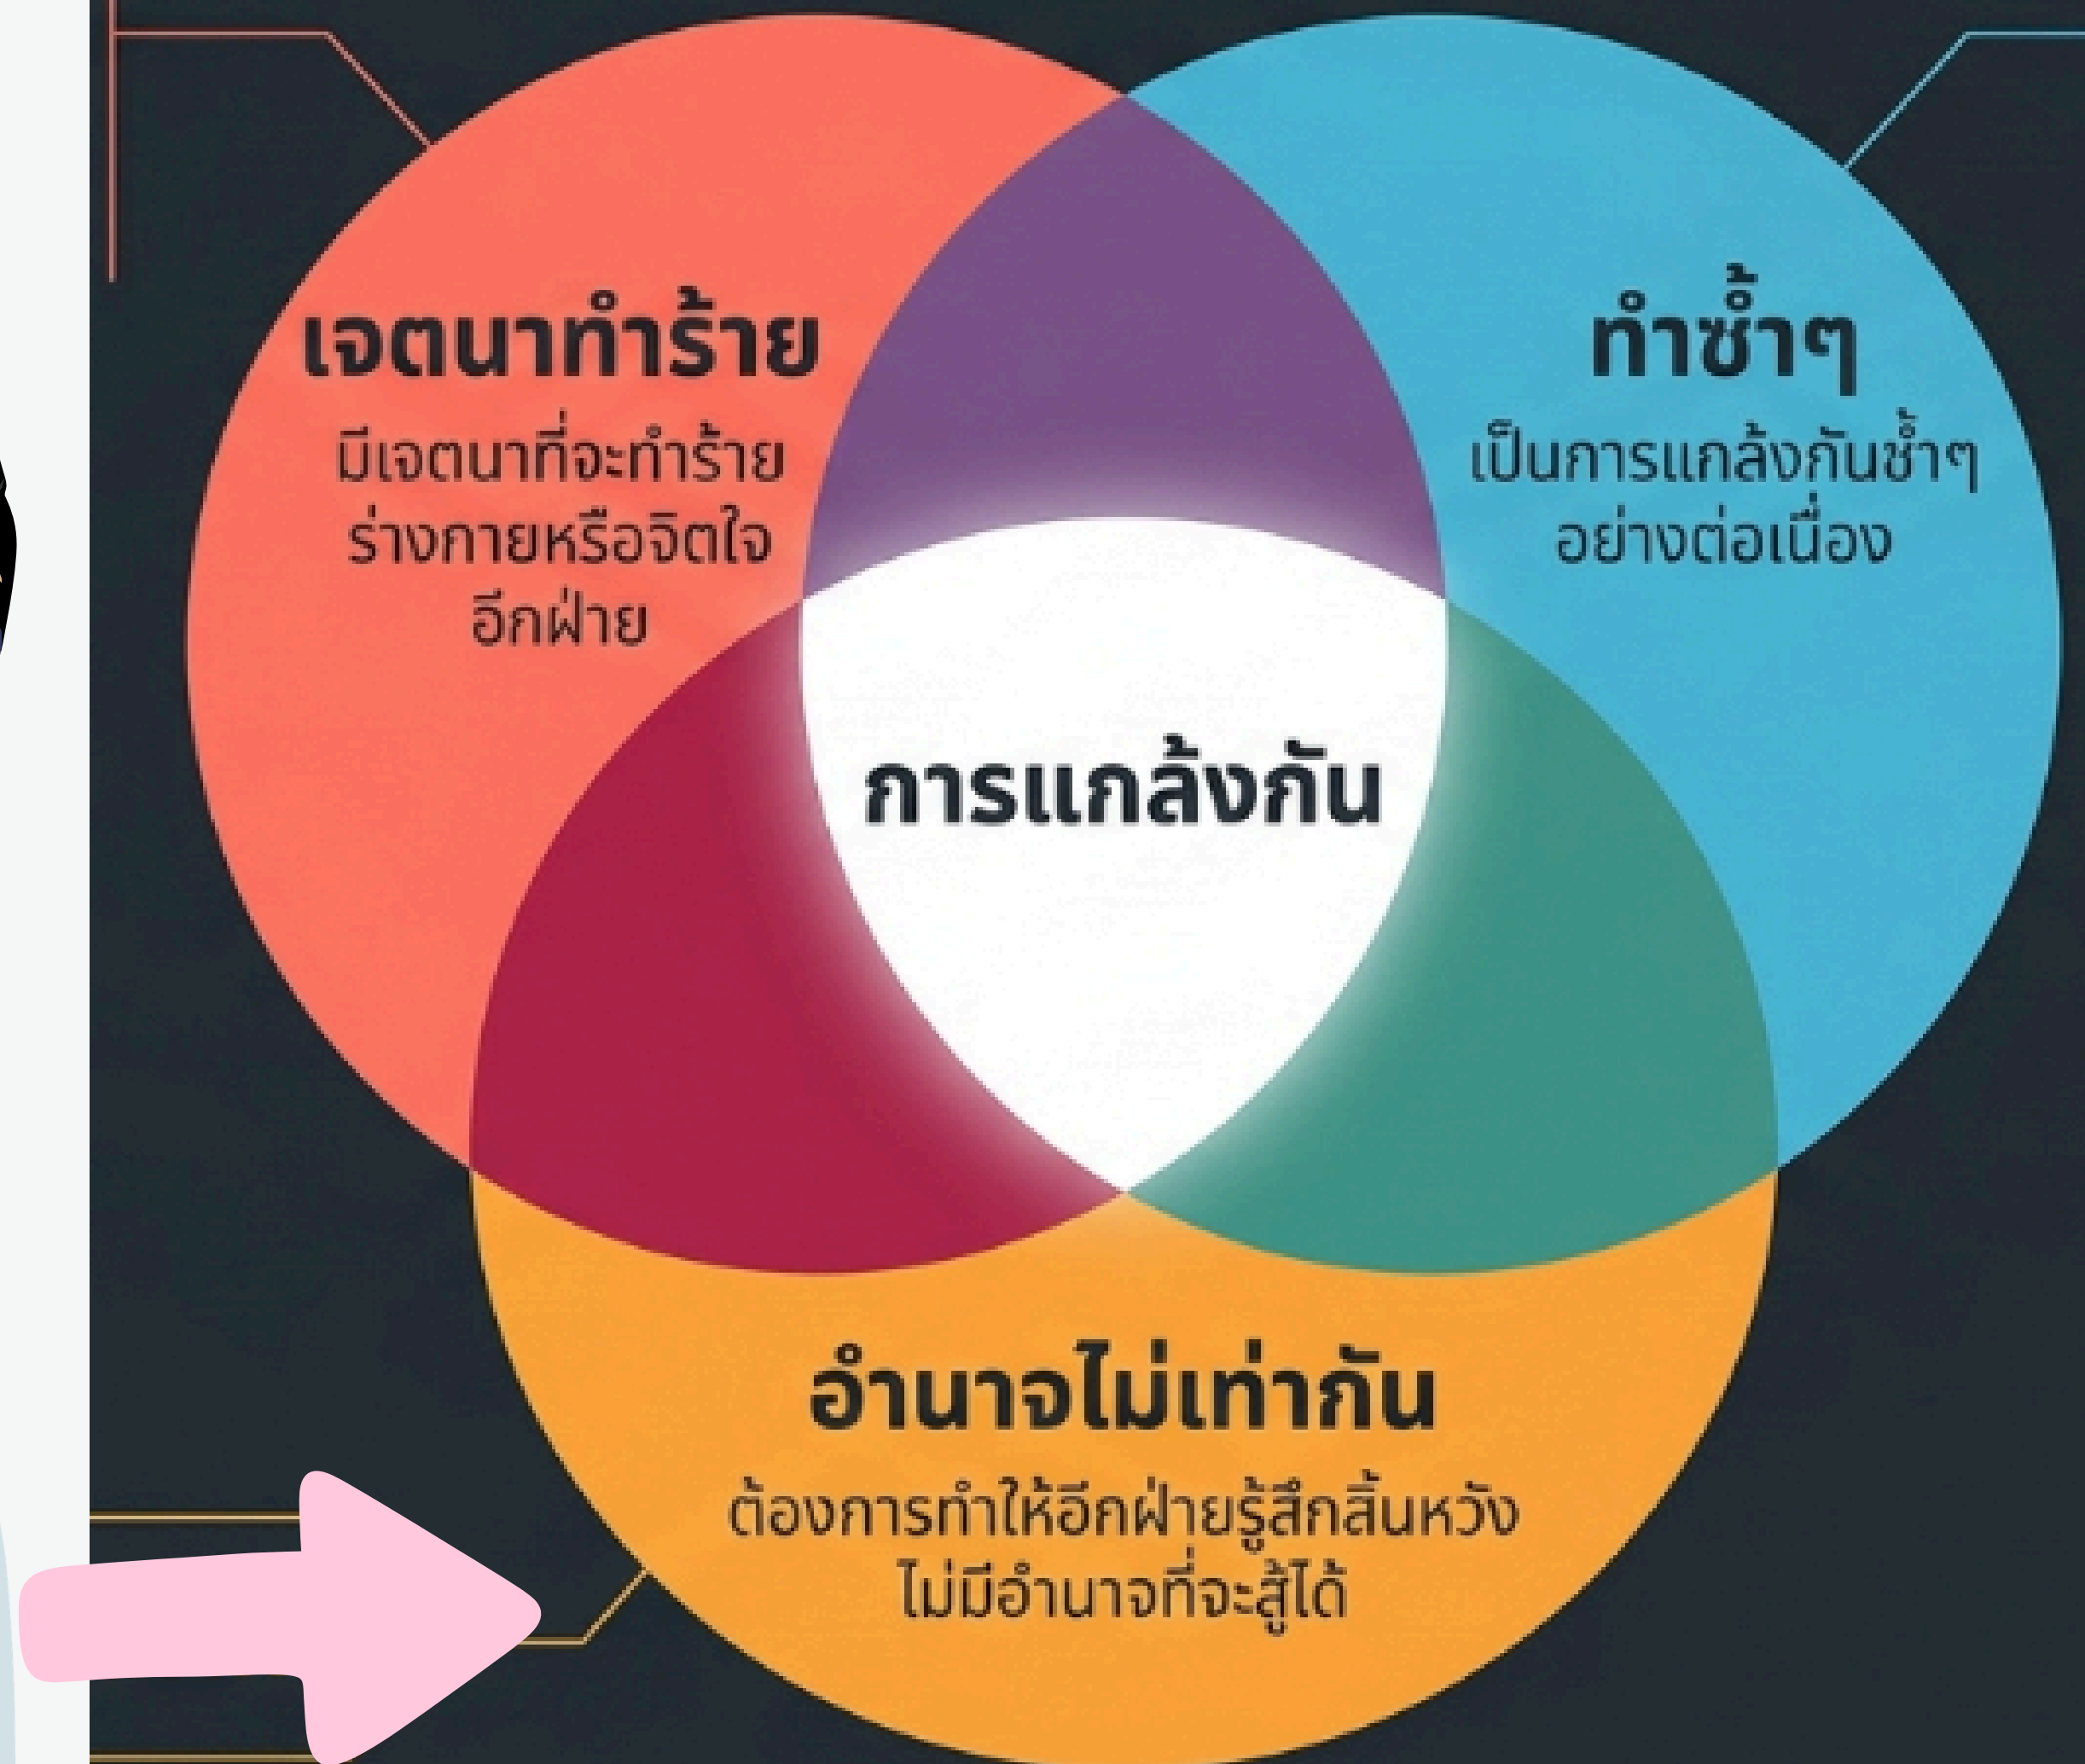 เจตนาทำร้าย
มีเจตนาที่จะทำร้าย
ร่างกายหรือจิตใจ
อีกฝ่าย
ทำซ้ำๆ
เป็นการแกล้งกันซ้ำๆ
อย่างต่อเนื่อง
การแกล้งกัน
อำนาจไม่เท่ากัน
ต้องการทำให้อีกฝ่ายรู้สึกสิ้นหวัง
ไม่มีอำนาจที่จะสู้ได้